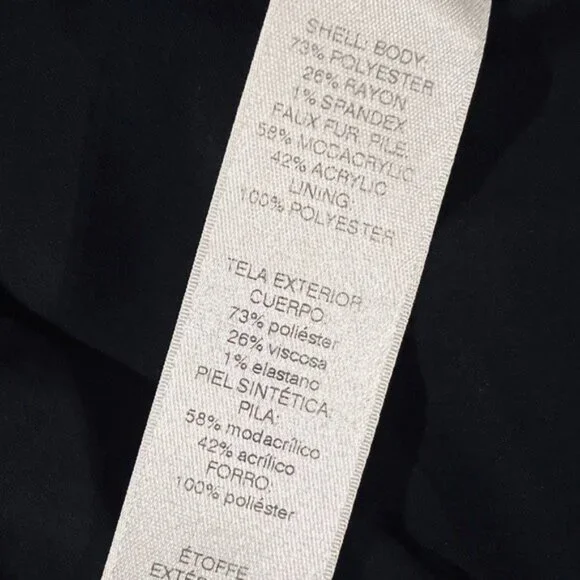 SHELL: BODY:
73% POLYESTER
26% RAYON
1% SPANDEX
FAUX FUR: PILE:
58% MODACRYLIC
42% ACRYLIC
LINING:
100% POLYESTER
TELA EXTERIOR
CUERPO:
73% poliéster
26% viscosa
1% elastano
PIEL SINTÉTICA
PILA:
58% modacrílico
42% acrílico
FORRO:
100% poliéster
ÉTOFFE